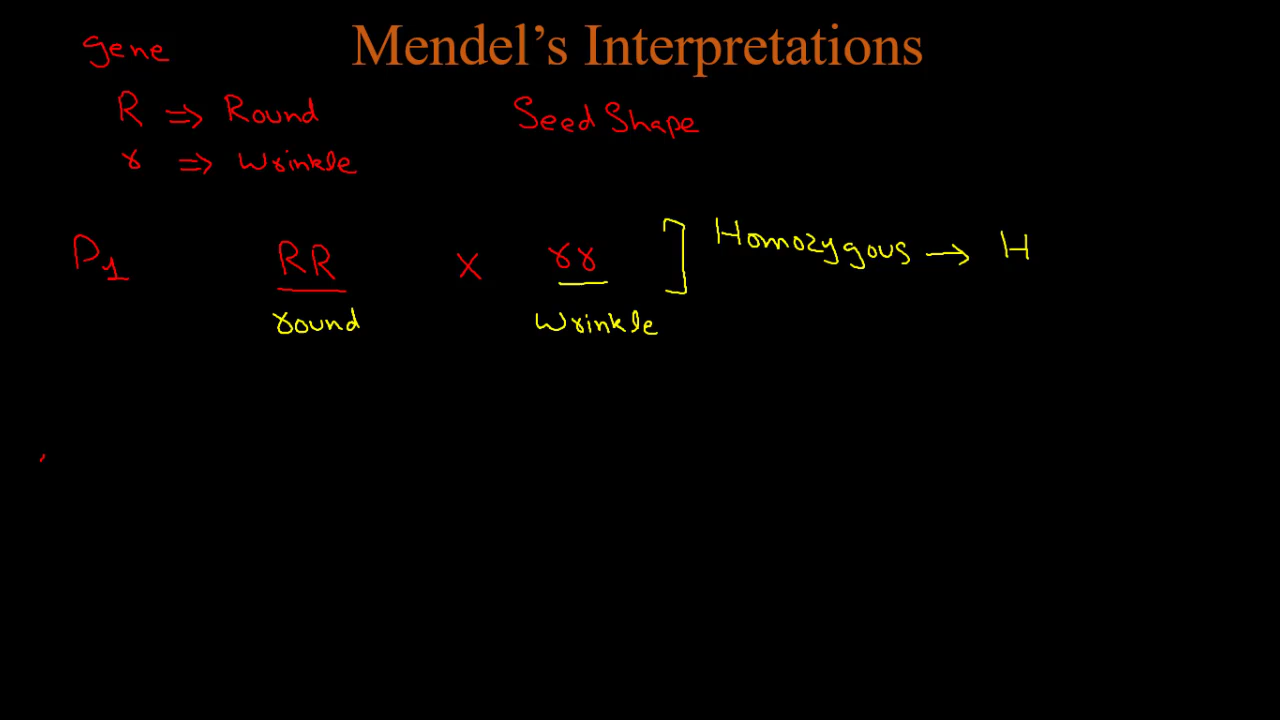 Mendel's Interpretations
gene
R ⇒ Round
Seed Shape
r ⇒ Wrinkle
P1 RR x rr ] Homozygous → H
round wrinkle